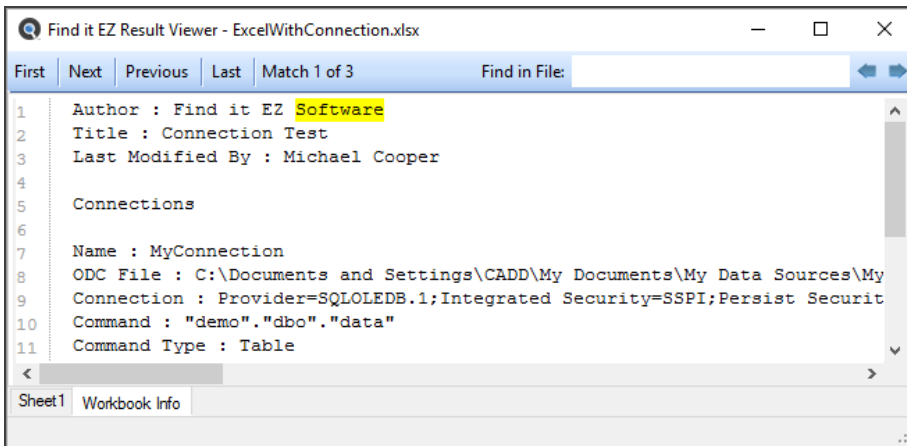 Find it EZ Result Viewer - ExcelWithConnection.xlsx
First Next Previous Last Match 1 of 3 Find in File:
1 Author : Find it EZ Software
2 Title : Connection Test
3 Last Modified By : Michael Cooper
4
5 Connections
6
7 Name : MyConnection
8 ODC File : C:\Documents and Settings\CADD\My Documents\My Data Sources\My
9 Connection : Provider=SQLOLEDB.1;Integrated Security=SSPI;Persist Securit
10 Command : "demo"."dbo"."data"
11 Command Type : Table
Sheet1 Workbook Info